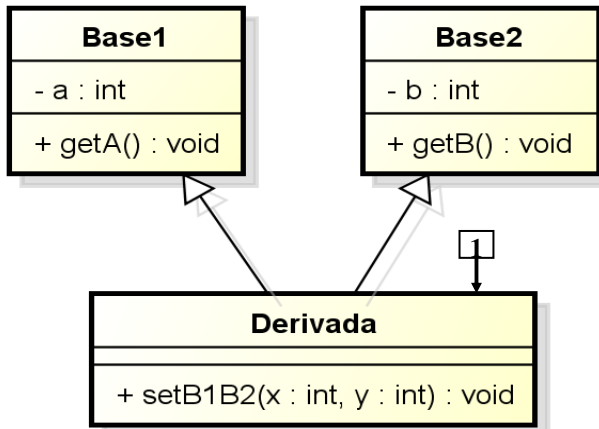 Base1
- a : int
+ getA() : void
Base2
- b : int
+ getB() : void
1
Derivada
+ setB1B2(x : int, y : int) : void